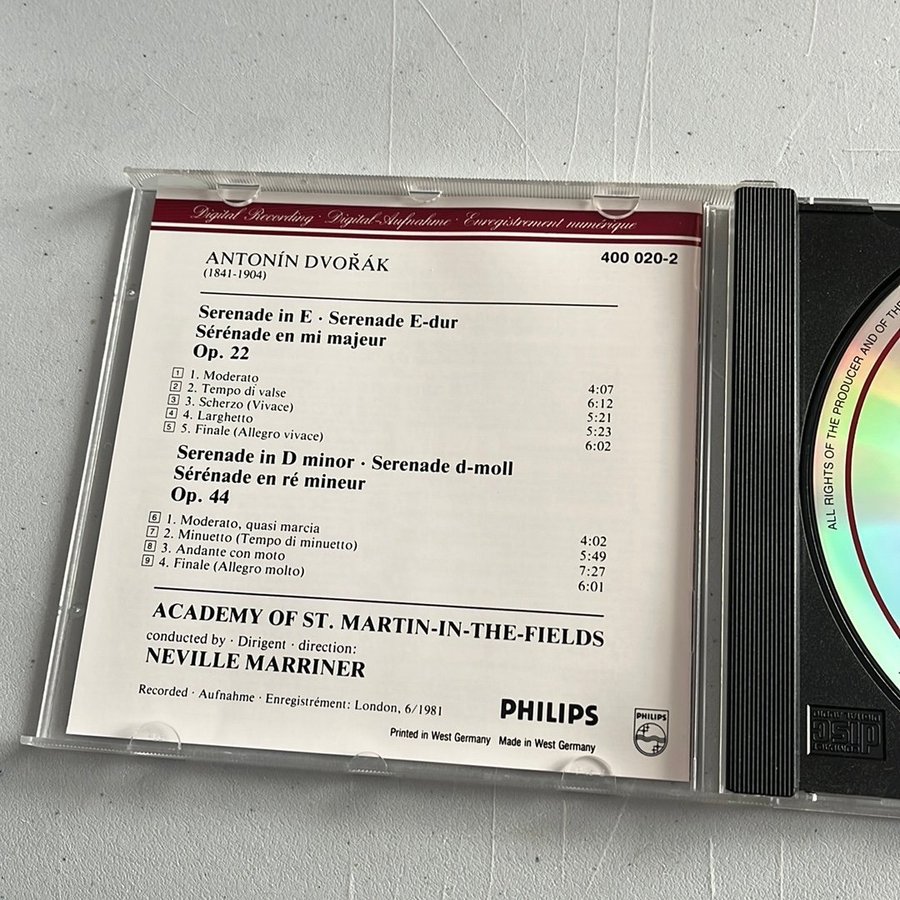 Digital Recording · Digital-Aufnahme · Enregistrement numérique
ANTONÍN DVOŘÁK
(1841-1904)
400 020-2
Serenade in E · Serenade E-dur
Sérénade en mi majeur
Op. 22
1 1. Moderato 4:07
2 2. Tempo di valse 6:12
3 3. Scherzo (Vivace) 5:21
4 4. Larghetto 5:23
5 5. Finale (Allegro vivace) 6:02
Serenade in D minor · Serenade d-moll
Sérénade en ré mineur
Op. 44
6 1. Moderato, quasi marcia 4:02
7 2. Minuetto (Tempo di minuetto) 5:49
8 3. Andante con moto 7:27
9 4. Finale (Allegro molto) 6:01
ACADEMY OF ST. MARTIN-IN-THE-FIELDS
conducted by · Dirigent · direction:
NEVILLE MARRINER
Recorded · Aufnahme · Enregistrément: London, 6/1981
PHILIPS
PHILIPS
Printed in West Germany Made in West Germany
ALL RIGHTS OF THE PRODUCER AND OF THE
disc